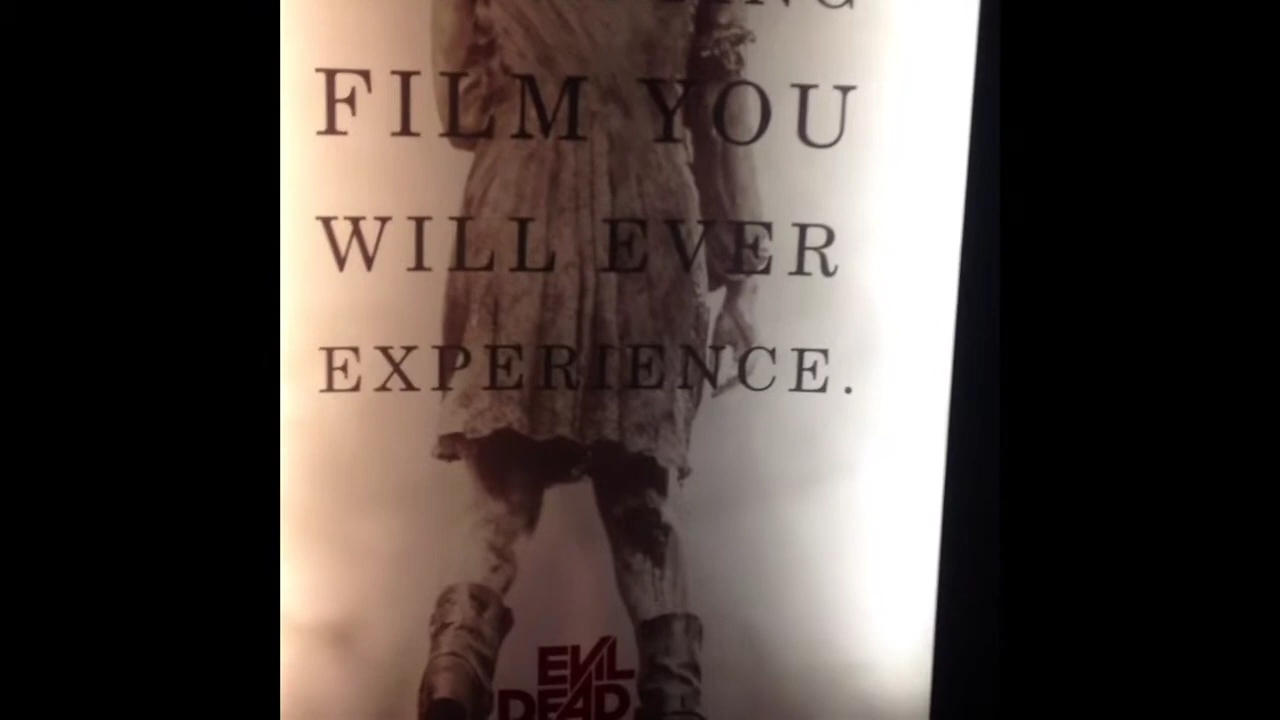 FILM YOU
WILL EVER
EXPERIENCE.
EVIL
DEAD